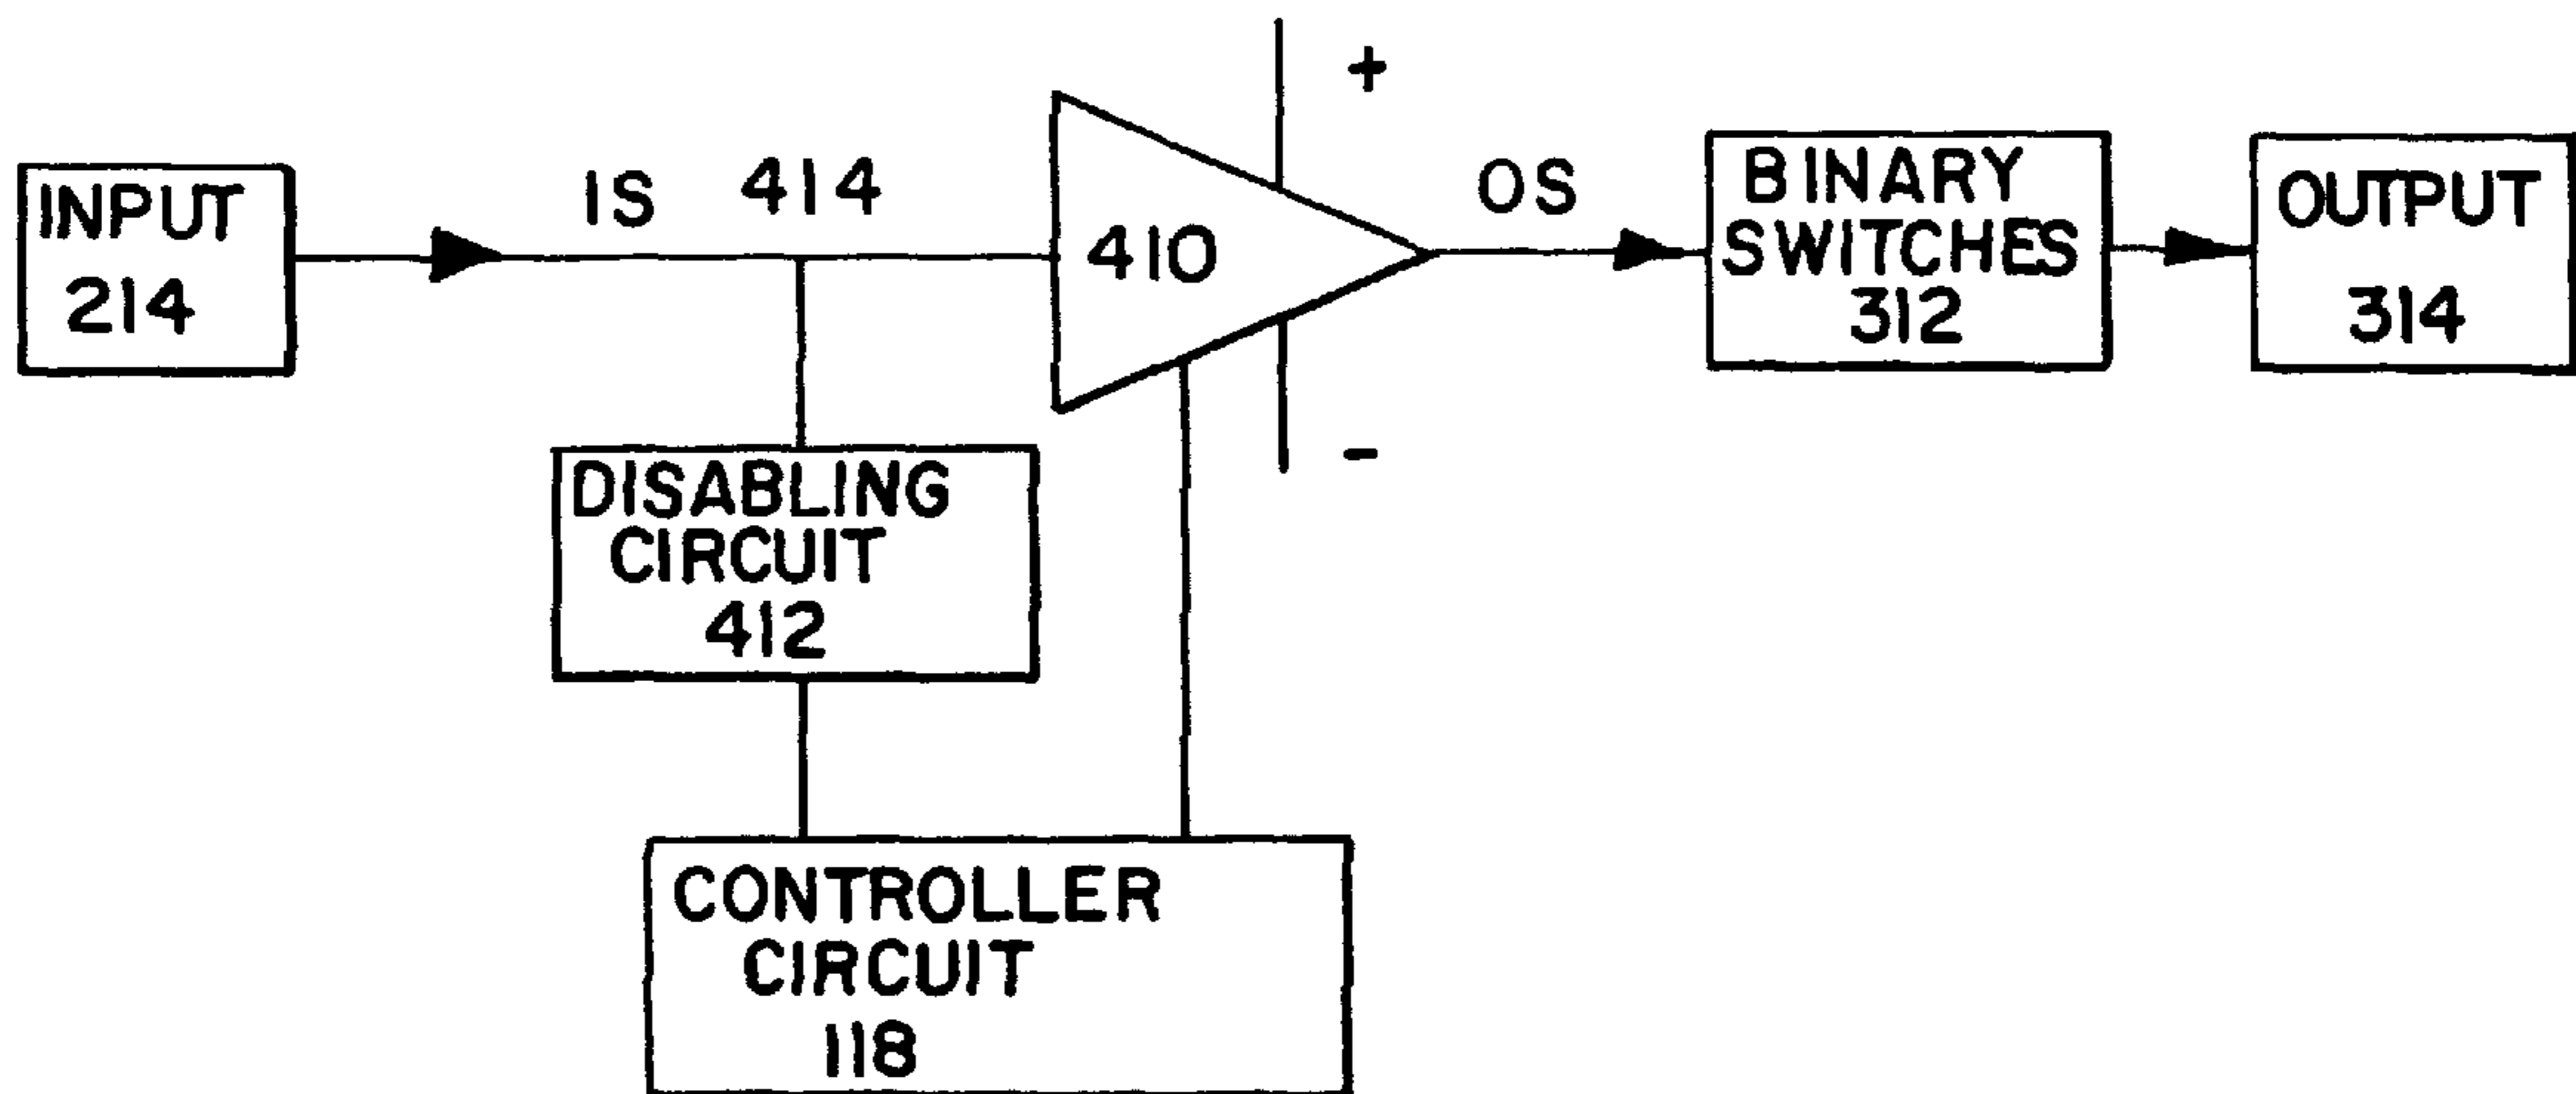 INPUT
214
IS
414
410
+
-
OS
BINARY
SWITCHES
312
OUTPUT
314
DISABLING
CIRCUIT
412
CONTROLLER
CIRCUIT
118